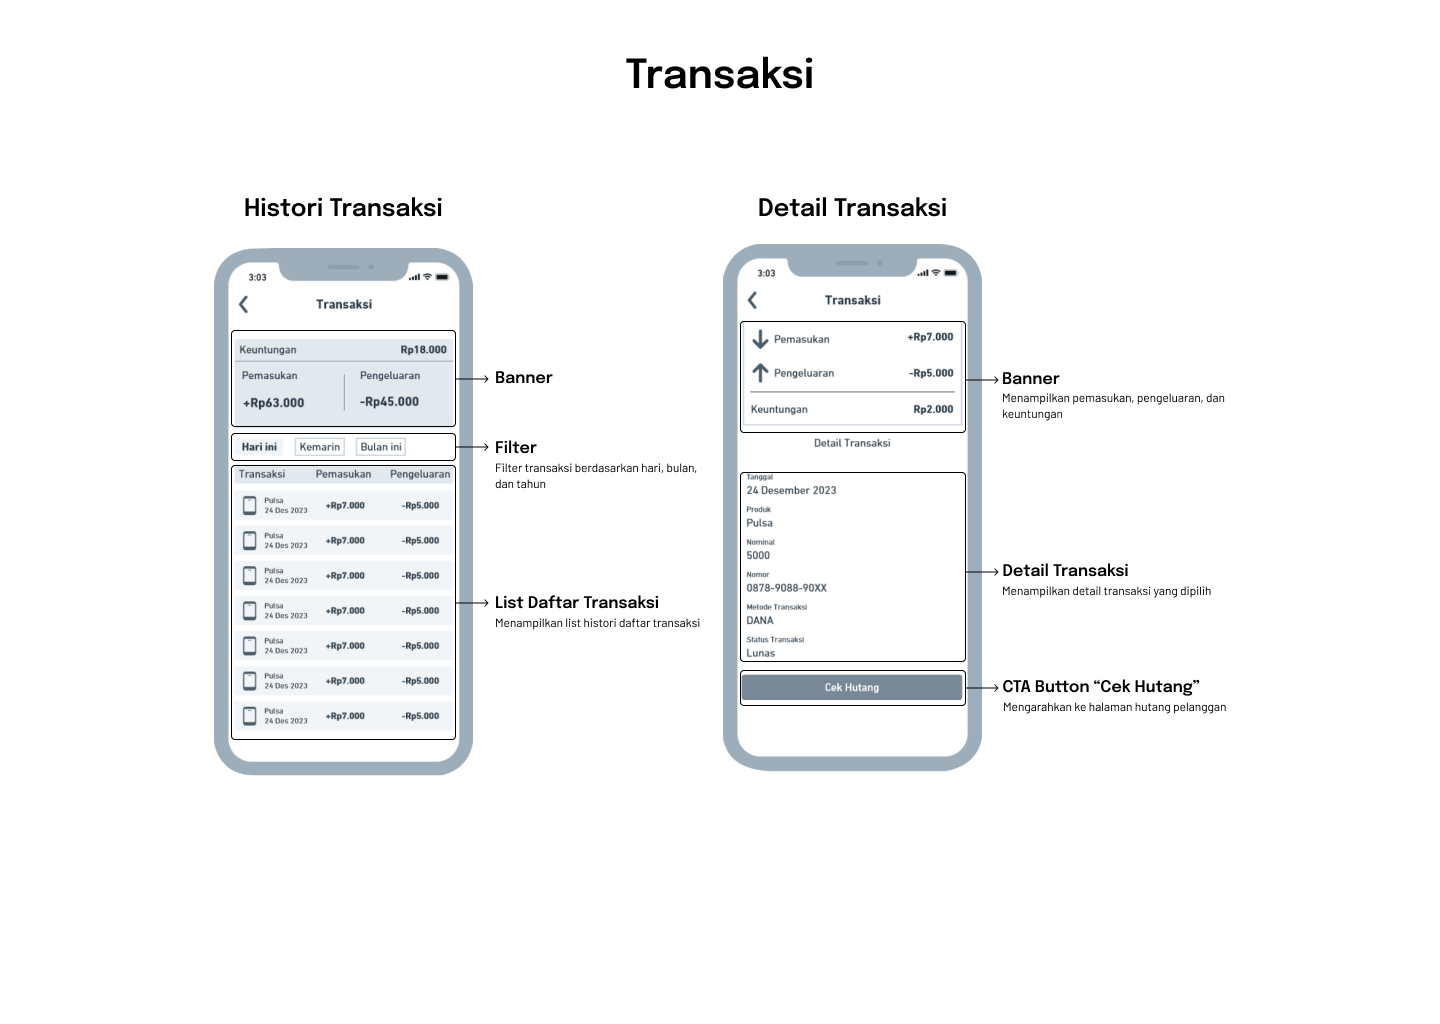 Transaksi
Histori Transaksi
3:03
Transaksi
Keuntungan Rp18.000
Pemasukan Pengeluaran
+Rp63.000 -Rp45.000
Hari ini Kemarin Bulan ini
Transaksi Pemasukan Pengeluaran
Pulsa
24 Des 2023 +Rp7.000 -Rp5.000
Pulsa
24 Des 2023 +Rp7.000 -Rp5.000
Pulsa
24 Des 2023 +Rp7.000 -Rp5.000
Pulsa
24 Des 2023 +Rp7.000 -Rp5.000
Pulsa
24 Des 2023 +Rp7.000 -Rp5.000
Pulsa
24 Des 2023 +Rp7.000 -Rp5.000
Pulsa
24 Des 2023 +Rp7.000 -Rp5.000
Banner
Filter
Filter transaksi berdasarkan hari, bulan,
dan tahun
List Daftar Transaksi
Menampilkan list histori daftar transaksi
Detail Transaksi
3:03
Transaksi
Pemasukan +Rp7.000
Pengeluaran -Rp5.000
Keuntungan Rp2.000
Detail Transaksi
Tanggal
24 Desember 2023
Produk
Pulsa
Nominal
5000
Nomor
0878-9088-90XX
Metode Transaksi
DANA
Status Transaksi
Lunas
Cek Hutang
Banner
Menampilkan pemasukan, pengeluaran, dan
keuntungan
Detail Transaksi
Menampilkan detail transaksi yang dipilih
CTA Button “Cek Hutang”
Mengarahkan ke halaman hutang pelanggan